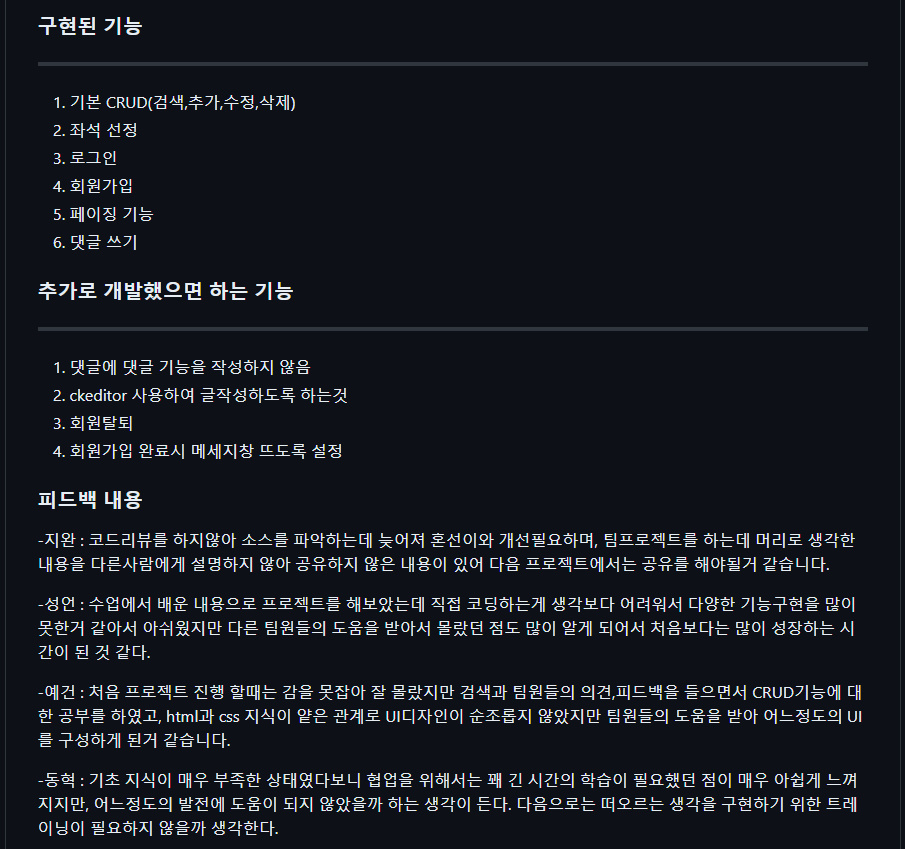 구현된 기능
1. 기본 CRUD(검색,추가,수정,삭제)
2. 좌석 선정
3. 로그인
4. 회원가입
5. 페이징 기능
6. 댓글 쓰기
추가로 개발했으면 하는 기능
1. 댓글에 댓글 기능을 작성하지 않음
2. ckeditor 사용하여 글작성하도록 하는것
3. 회원탈퇴
4. 회원가입 완료시 메세지창 뜨도록 설정
피드백 내용
-지완 : 코드리뷰를 하지않아 소스를 파악하는데 늦어져 혼선이와 개선필요하며, 팀프로젝트를 하는데 머리로 생각한
내용을 다른사람에게 설명하지 않아 공유하지 않은 내용이 있어 다음 프로젝트에서는 공유를 해야될거 같습니다.
-성언 : 수업에서 배운 내용으로 프로젝트를 해보았는데 직접 코딩하는게 생각보다 어려워서 다양한 기능구현을 많이
못한거 같아서 아쉬웠지만 다른 팀원들의 도움을 받아서 몰랐던 점도 많이 알게 되어서 처음보다는 많이 성장하는 시
간이 된 것 같다.
-예건 : 처음 프로젝트 진행 할때는 감을 못잡아 잘 몰랐지만 검색과 팀원들의 의견,피드백을 들으면서 CRUD기능에 대
한 공부를 하였고, html과 css 지식이 얕은 관계로 UI디자인이 순조롭지 않았지만 팀원들의 도움을 받아 어느정도의 UI
를 구성하게 된거 같습니다.
-동혁 : 기초 지식이 매우 부족한 상태였다보니 협업을 위해서는 꽤 긴 시간의 학습이 필요했던 점이 매우 아쉽게 느껴
지지만, 어느정도의 발전에 도움이 되지 않았을까 하는 생각이 든다. 다음으로는 떠오르는 생각을 구현하기 위한 트레
이닝이 필요하지 않을까 생각한다.